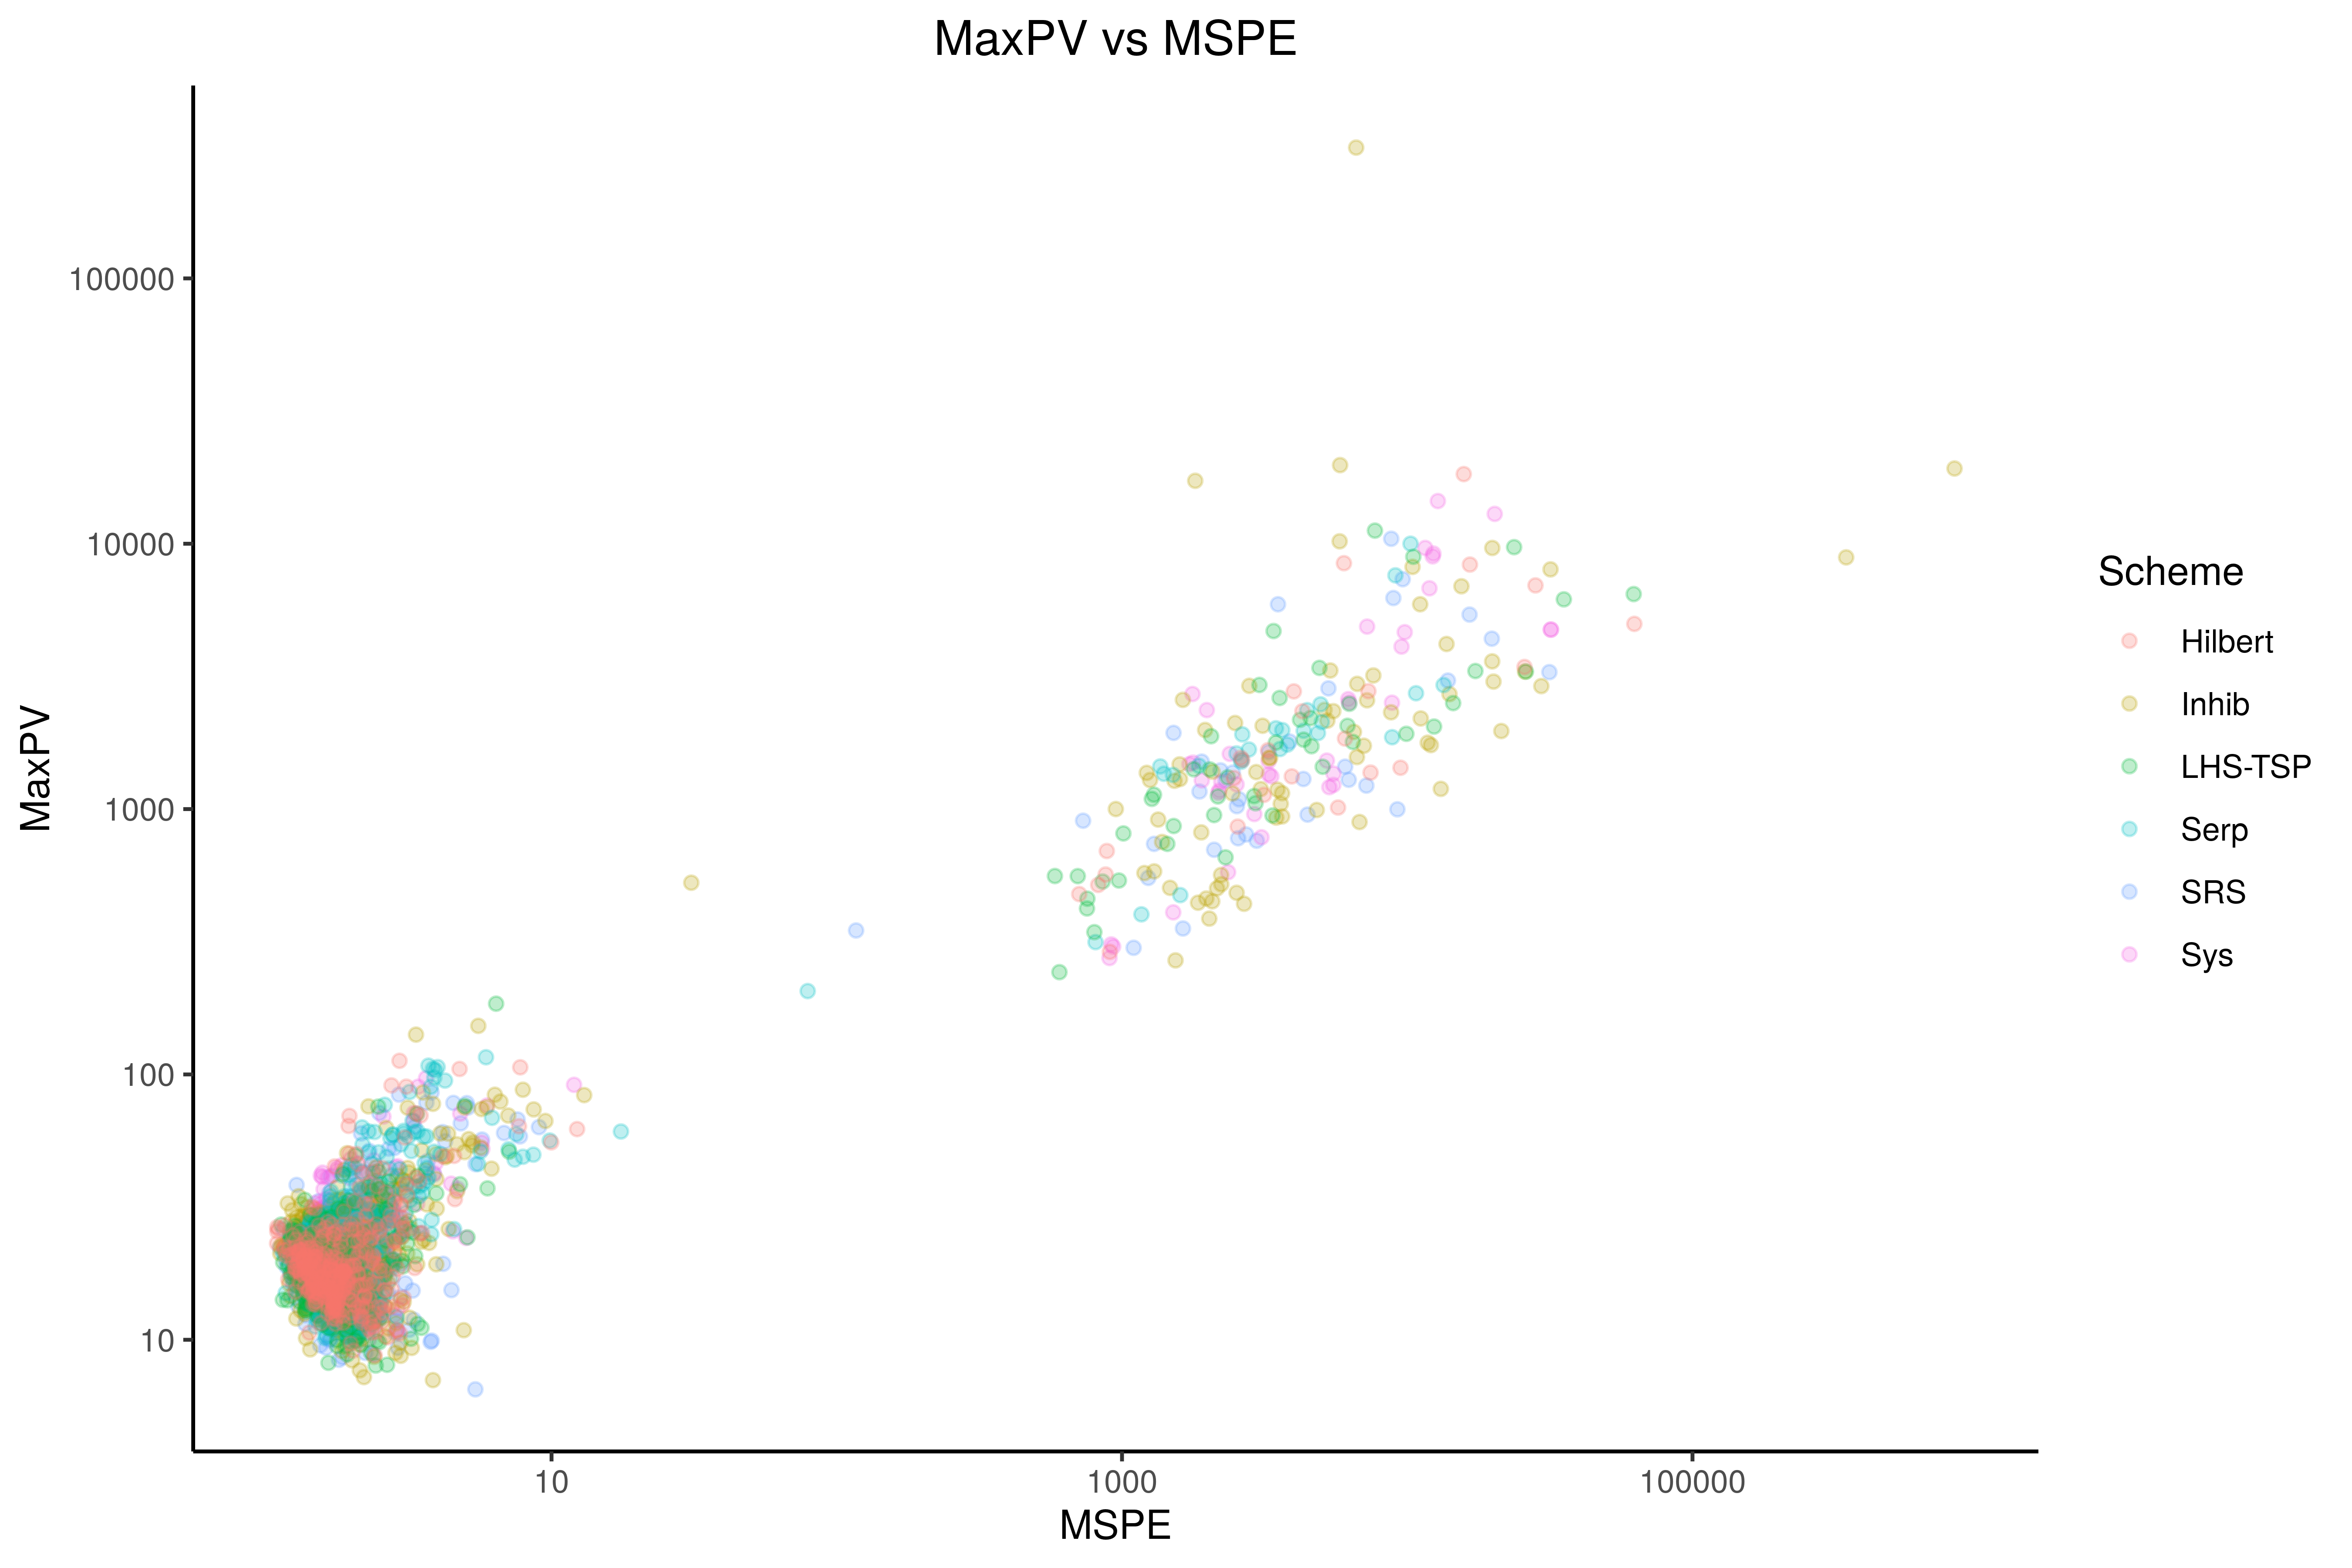 MaxPV vs MSPE
MaxPV
100000
10000
1000
100
10
10
1000
100000
MSPE
Scheme
Hilbert
Inhib
LHS-TSP
Serp
SRS
Sys